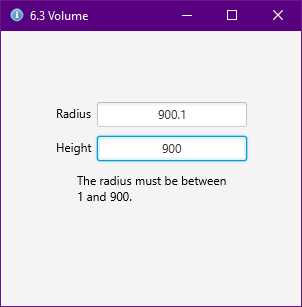 6.3 Volume
Radius 900.1
Height 900
The radius must be between
1 and 900.